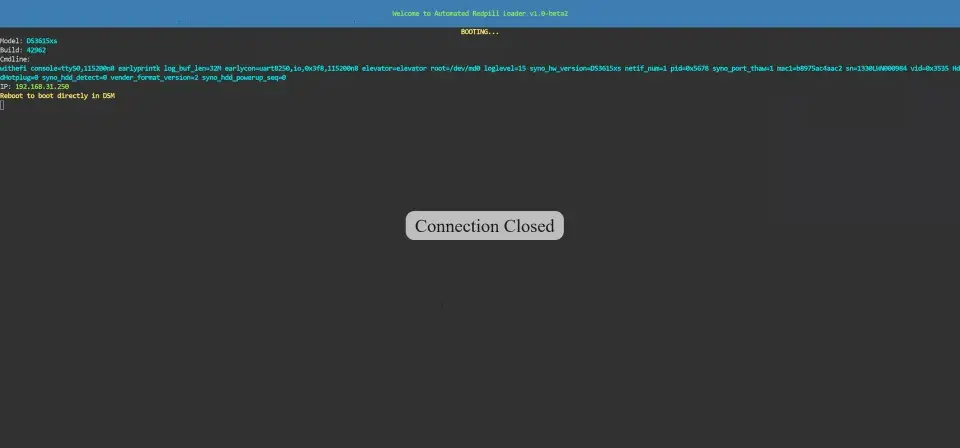 Welcome to Automated Redpill Loader v1.0-beta2
BOOTING...
Model: DS3615xs
Build: 42962
Cmdline:
withefi console=ttyS0,115200n8 earlyprintk log_buf_len=32M earlycon=uart8250,io,0x3f8,115200n8 elevator=elevator root=/dev/md0 loglevel=15 syno_hw_version=DS3615xs netif_num=1 pid=0x5678 syno_port_thaw=1 mac1=b8975ac4aac2 sn=1330LWN000984 vid=0x3535 Hd
dHotplug=0 syno_hdd_detect=0 vender_format_version=2 syno_hdd_powerup_seq=0
IP: 192.168.31.250
Reboot to boot directly in DSM
Connection Closed